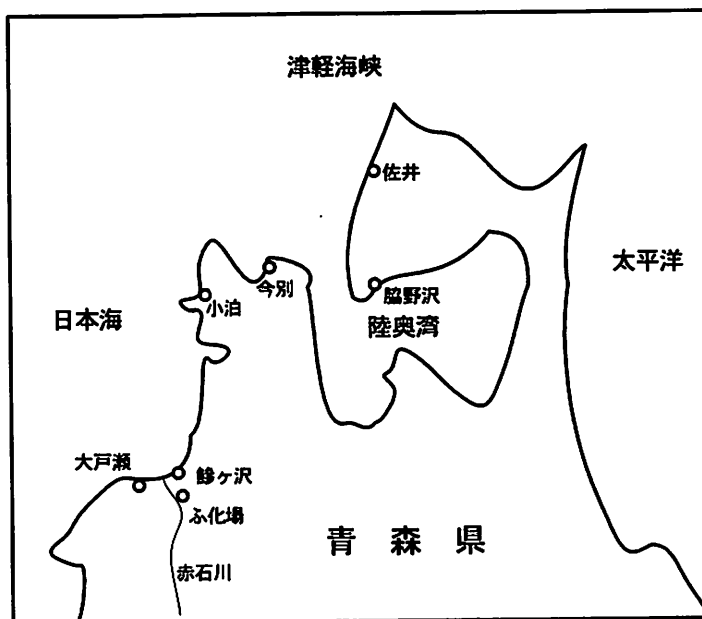 津軽海峡
佐井
太平洋
今別
脇野沢
小泊
日本海
陸奥湾
大戸瀬
鰺ヶ沢
ふ化場
青森県
赤石川